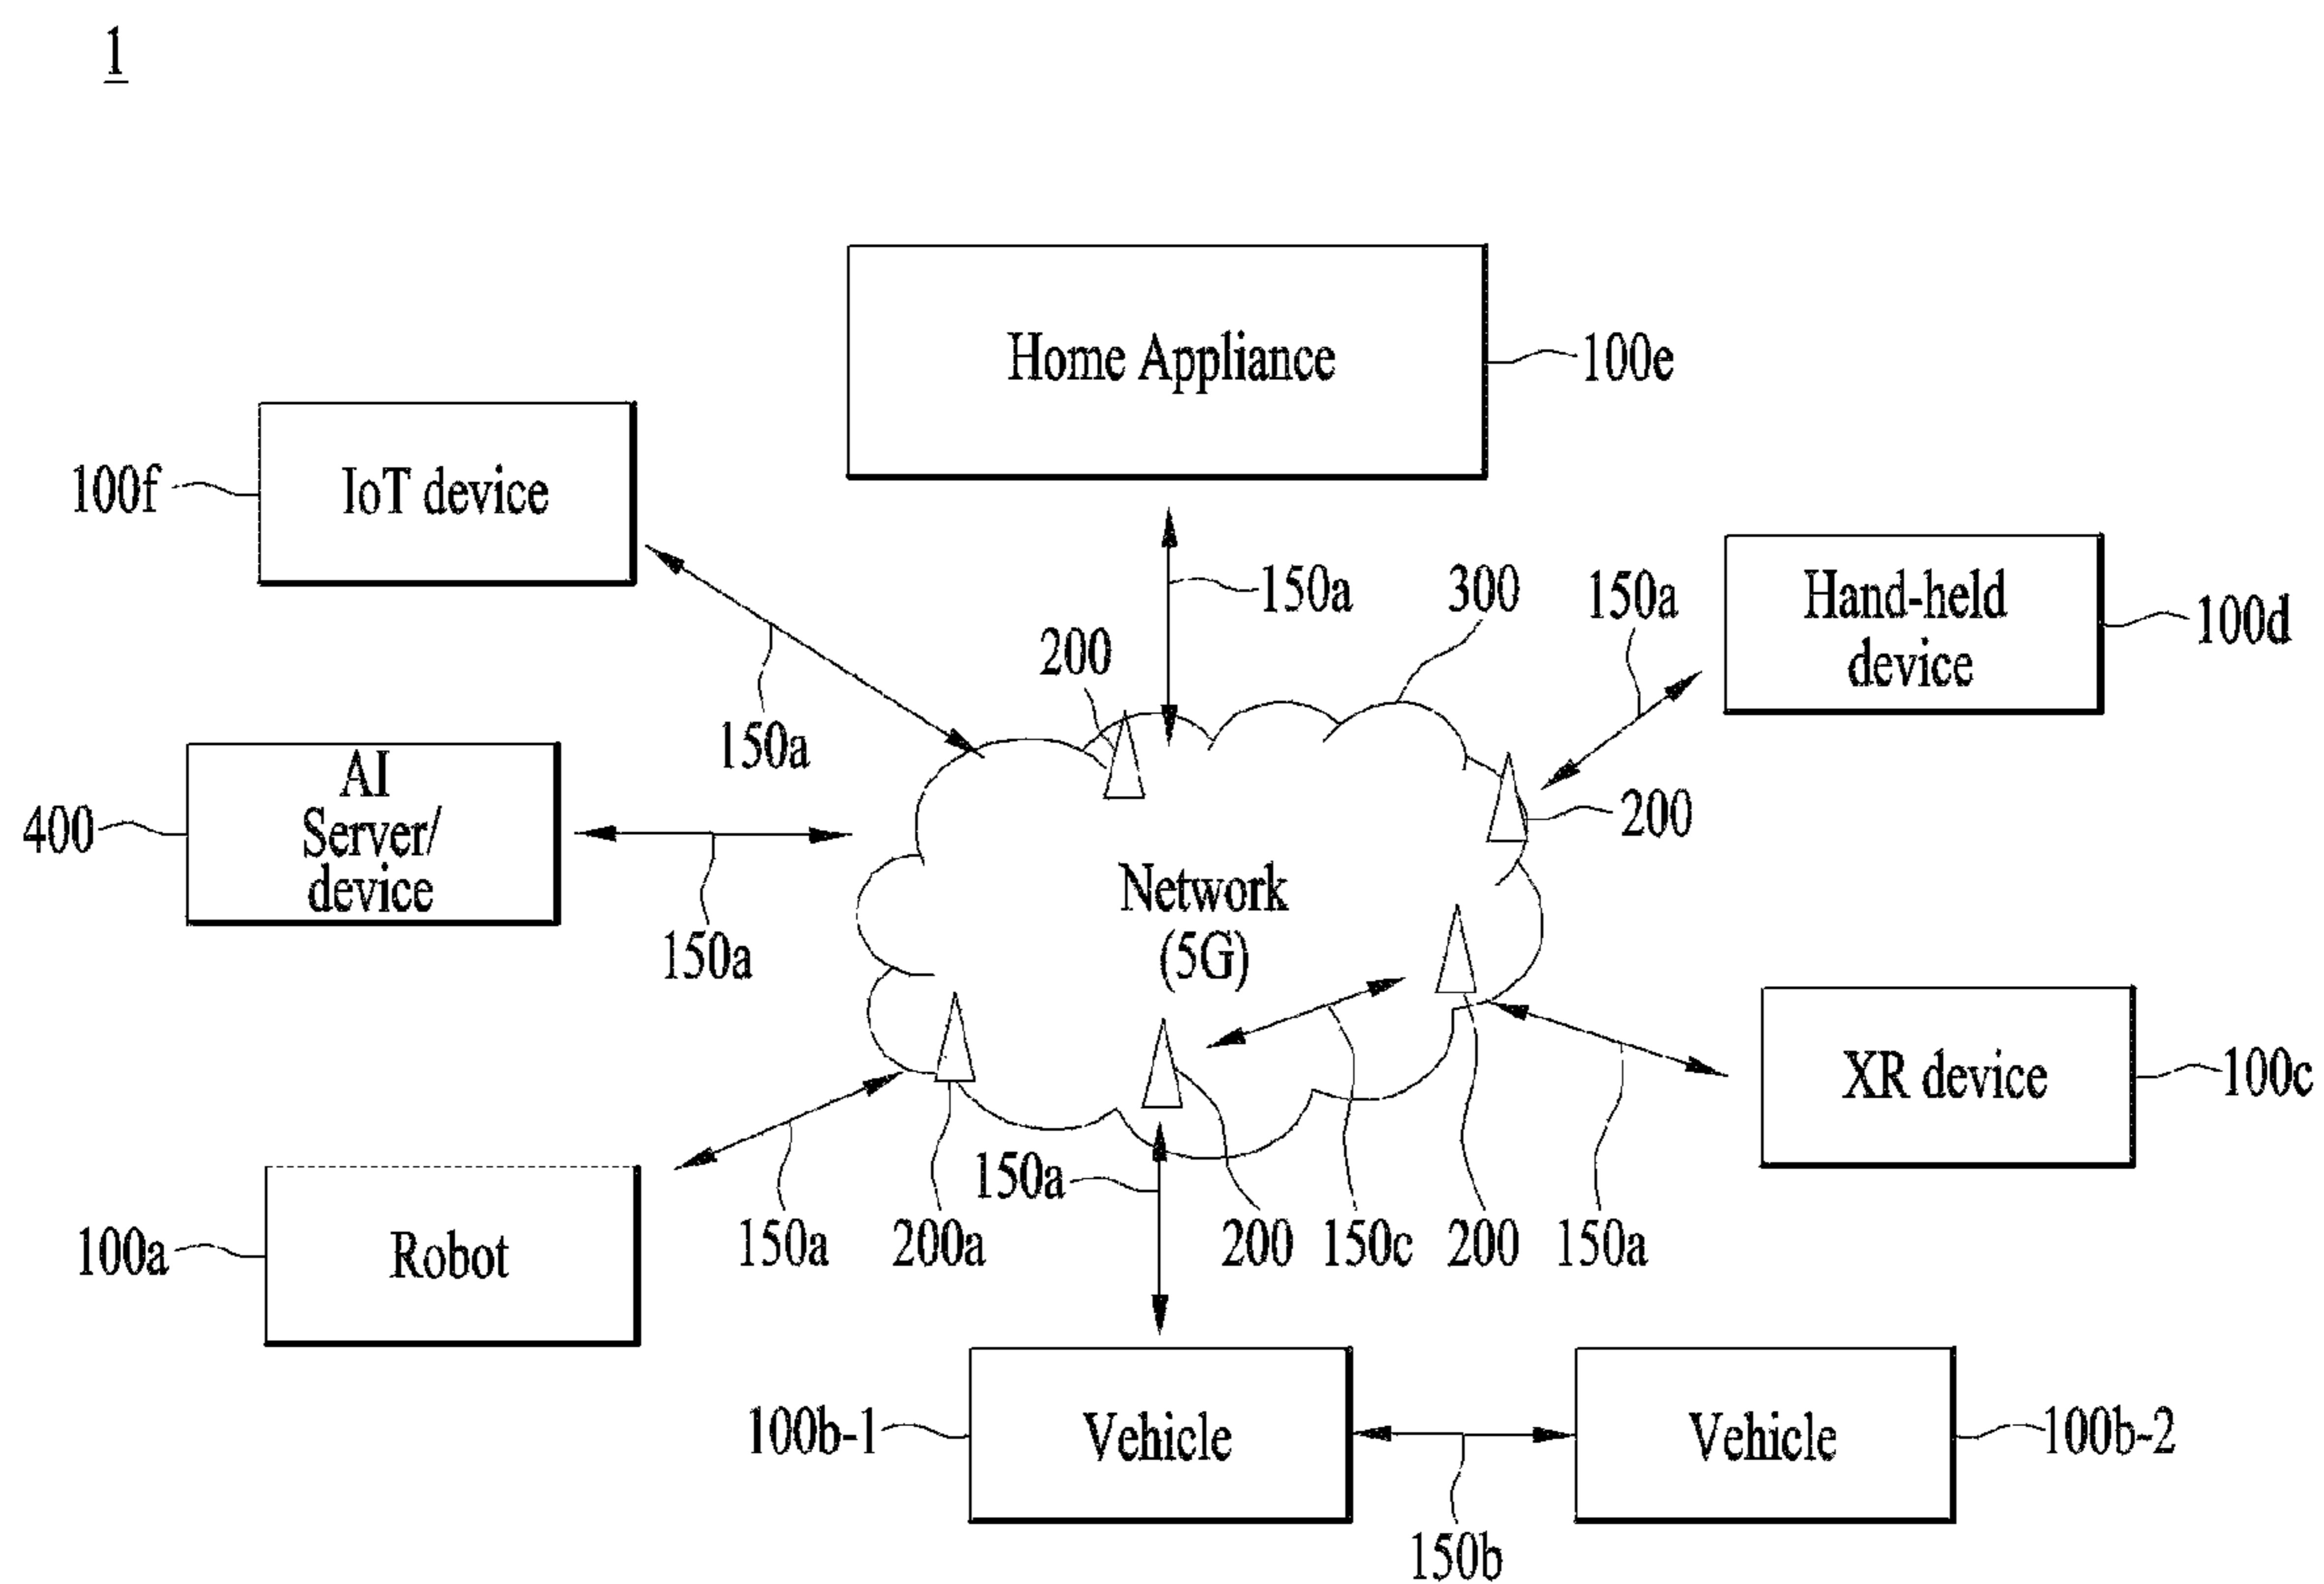 1
Home Appliance
100e
100f
IoT device
150a
300
150a
Hand-held
device
100d
200
150a
AI
Server/
device
400
200
150a
Network
(5G)
XR device
100c
150a
100a
Robot
150a
200a
200
150c
200
150a
100b-1
Vehicle
Vehicle
100b-2
150b